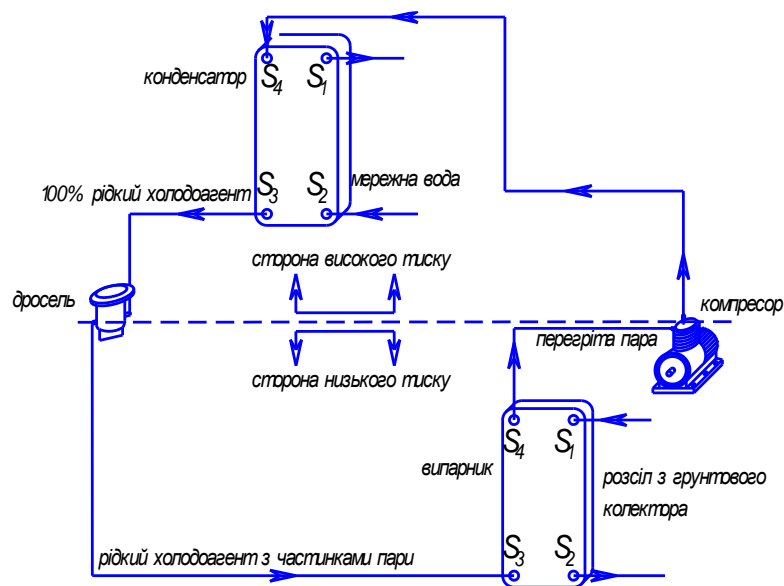 конденсатор
S4 S1
S3 S2
мережна вода
100% рідкий холодоагент
сторона високого тиску
дросель
компресор
перегріта пара
сторона низького тиску
S4 S1
випарник
розсіл з грунтового
колектора
S3 S2
рідкий холодоагент з частинками пари